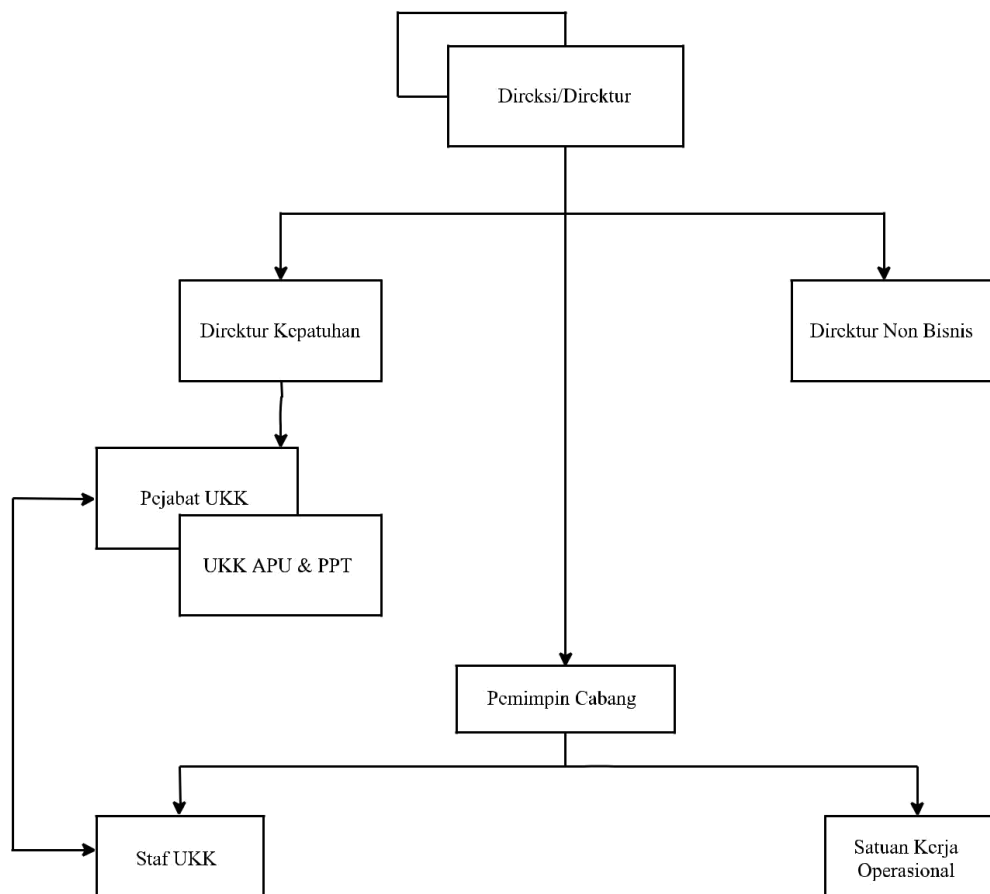 Direksi/Direktur
Direktur Kepatuhan
Direktur Non Bisnis
Pejabat UKK
UKK APU & PPT
Pemimpin Cabang
Staf UKK
Satuan Kerja
Operasional